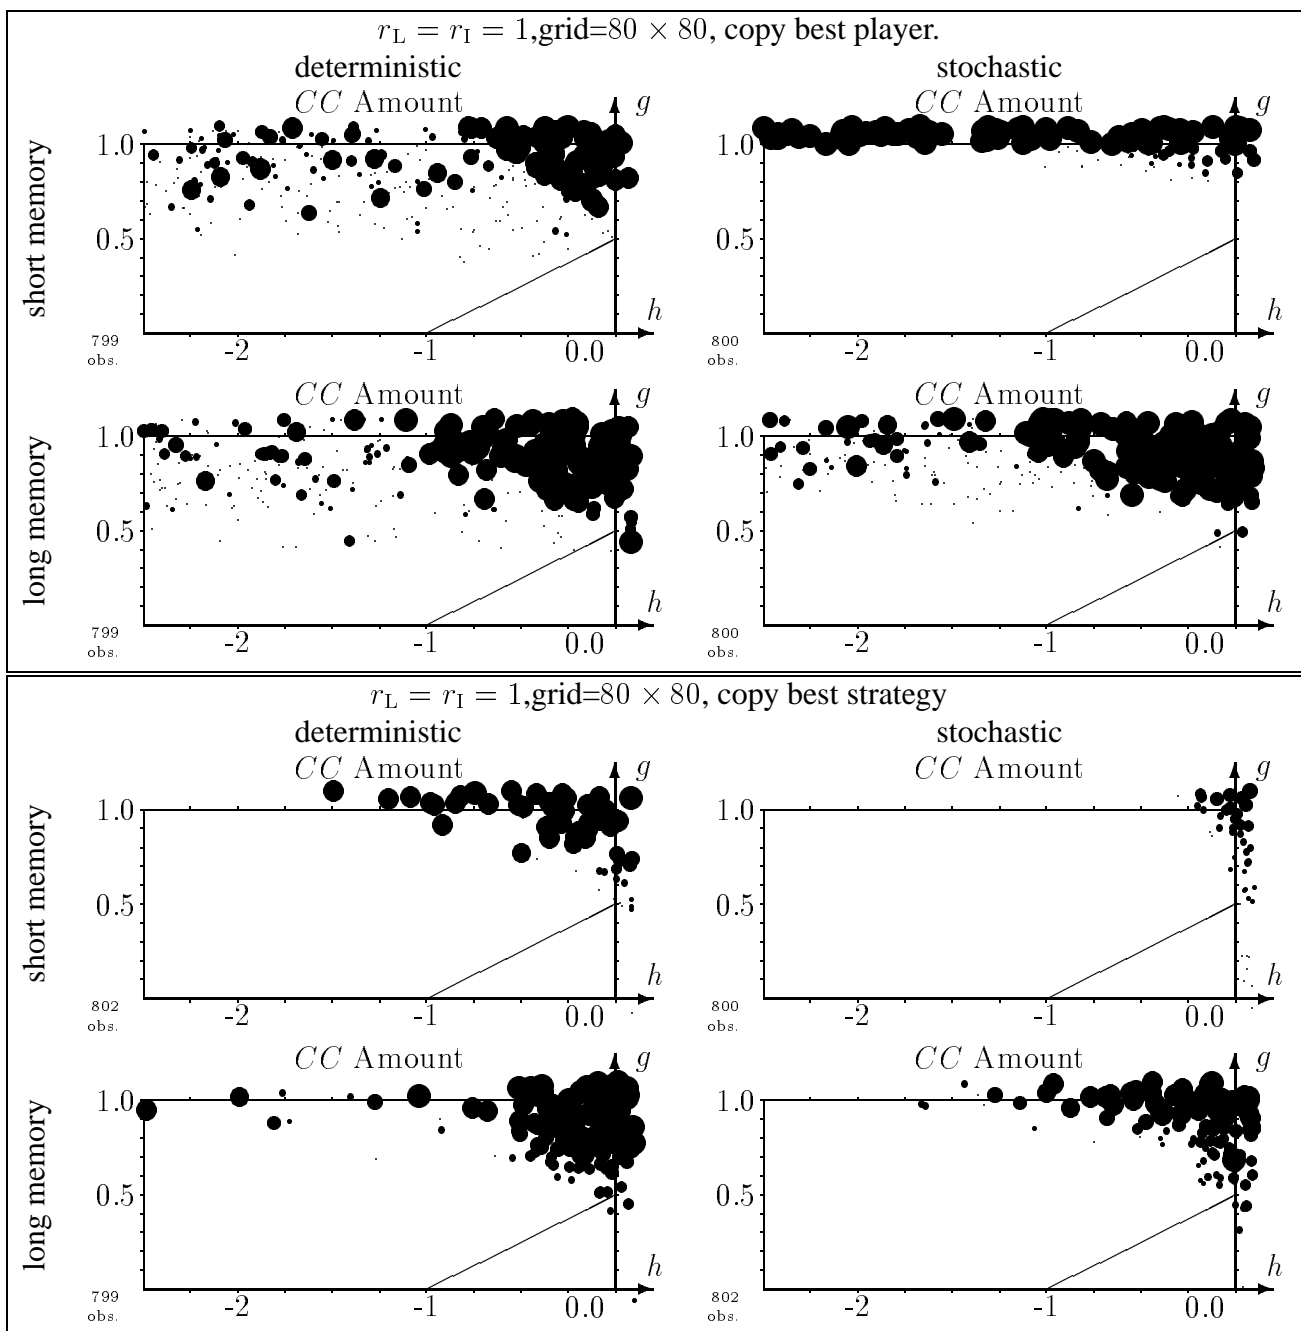 r_L = r_I = 1,grid=80 × 80, copy best player.
deterministic stochastic
short memory
CC Amount g
1.0
0.5
h
799 obs. -2 -1 0.0
CC Amount g
1.0
0.5
h
800 obs. -2 -1 0.0
long memory
CC Amount g
1.0
0.5
h
799 obs. -2 -1 0.0
CC Amount g
1.0
0.5
h
800 obs. -2 -1 0.0
r_L = r_I = 1,grid=80 × 80, copy best strategy
deterministic stochastic
short memory
CC Amount g
1.0
0.5
h
802 obs. -2 -1 0.0
CC Amount g
1.0
0.5
h
800 obs. -2 -1 0.0
long memory
CC Amount g
1.0
0.5
h
799 obs. -2 -1 0.0
CC Amount g
1.0
0.5
h
802 obs. -2 -1 0.0